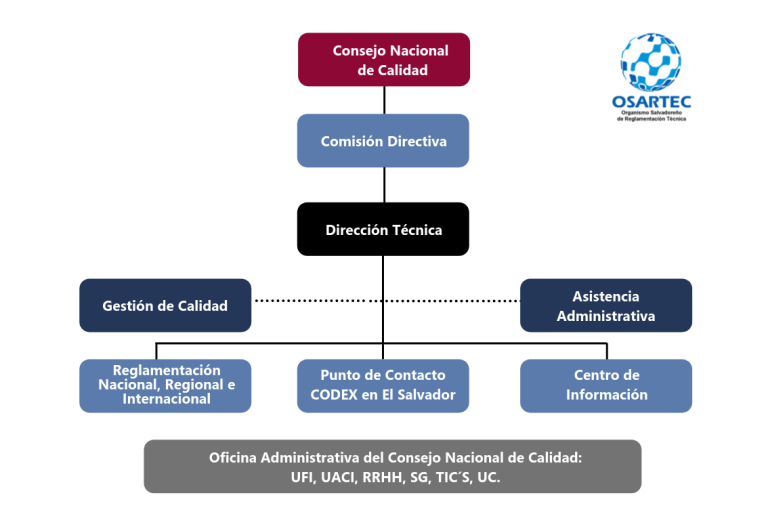 Consejo Nacional
de Calidad
OSARTEC
Organismo Salvadoreño
de Reglamentación Técnica
Comisión Directiva
Dirección Técnica
Gestión de Calidad
Asistencia
Administrativa
Reglamentación
Nacional, Regional e
Internacional
Punto de Contacto
CODEX en El Salvador
Centro de
Información
Oficina Administrativa del Consejo Nacional de Calidad:
UFI, UACI, RRHH, SG, TIC´S, UC.